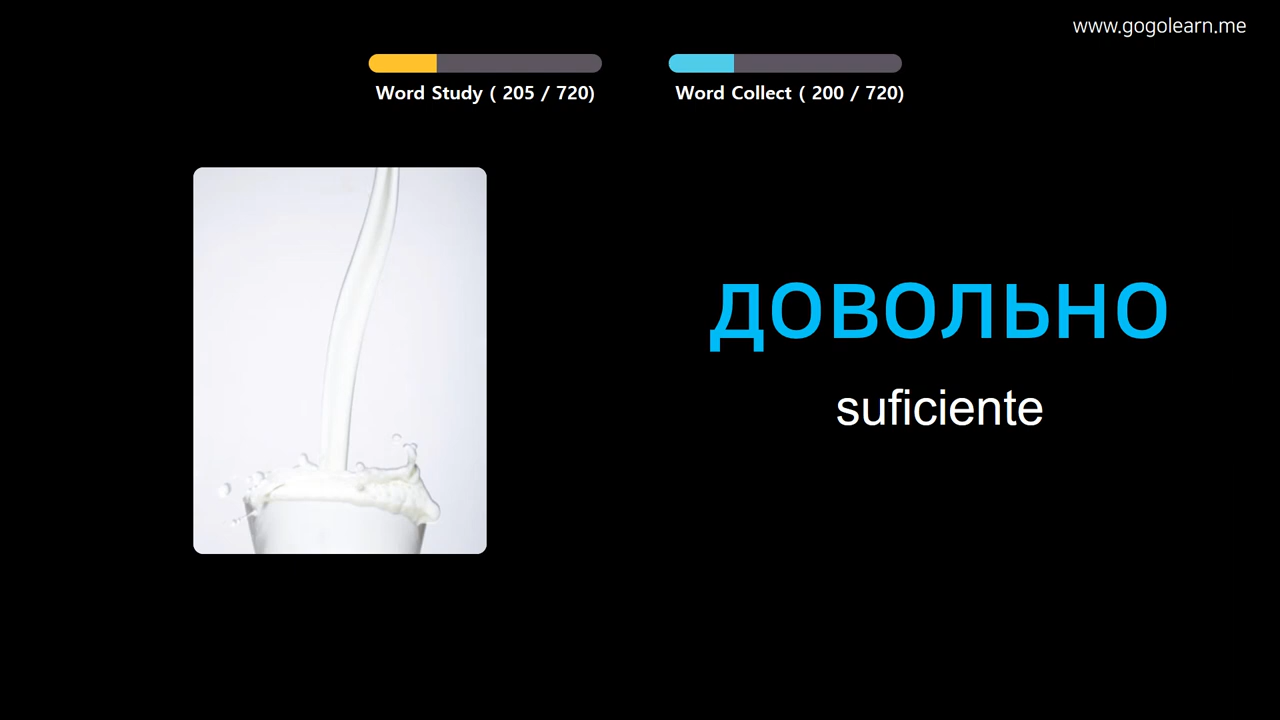 www.gogolearn.me
Word Study ( 205 / 720)
Word Collect ( 200 / 720)
довольно
suficiente